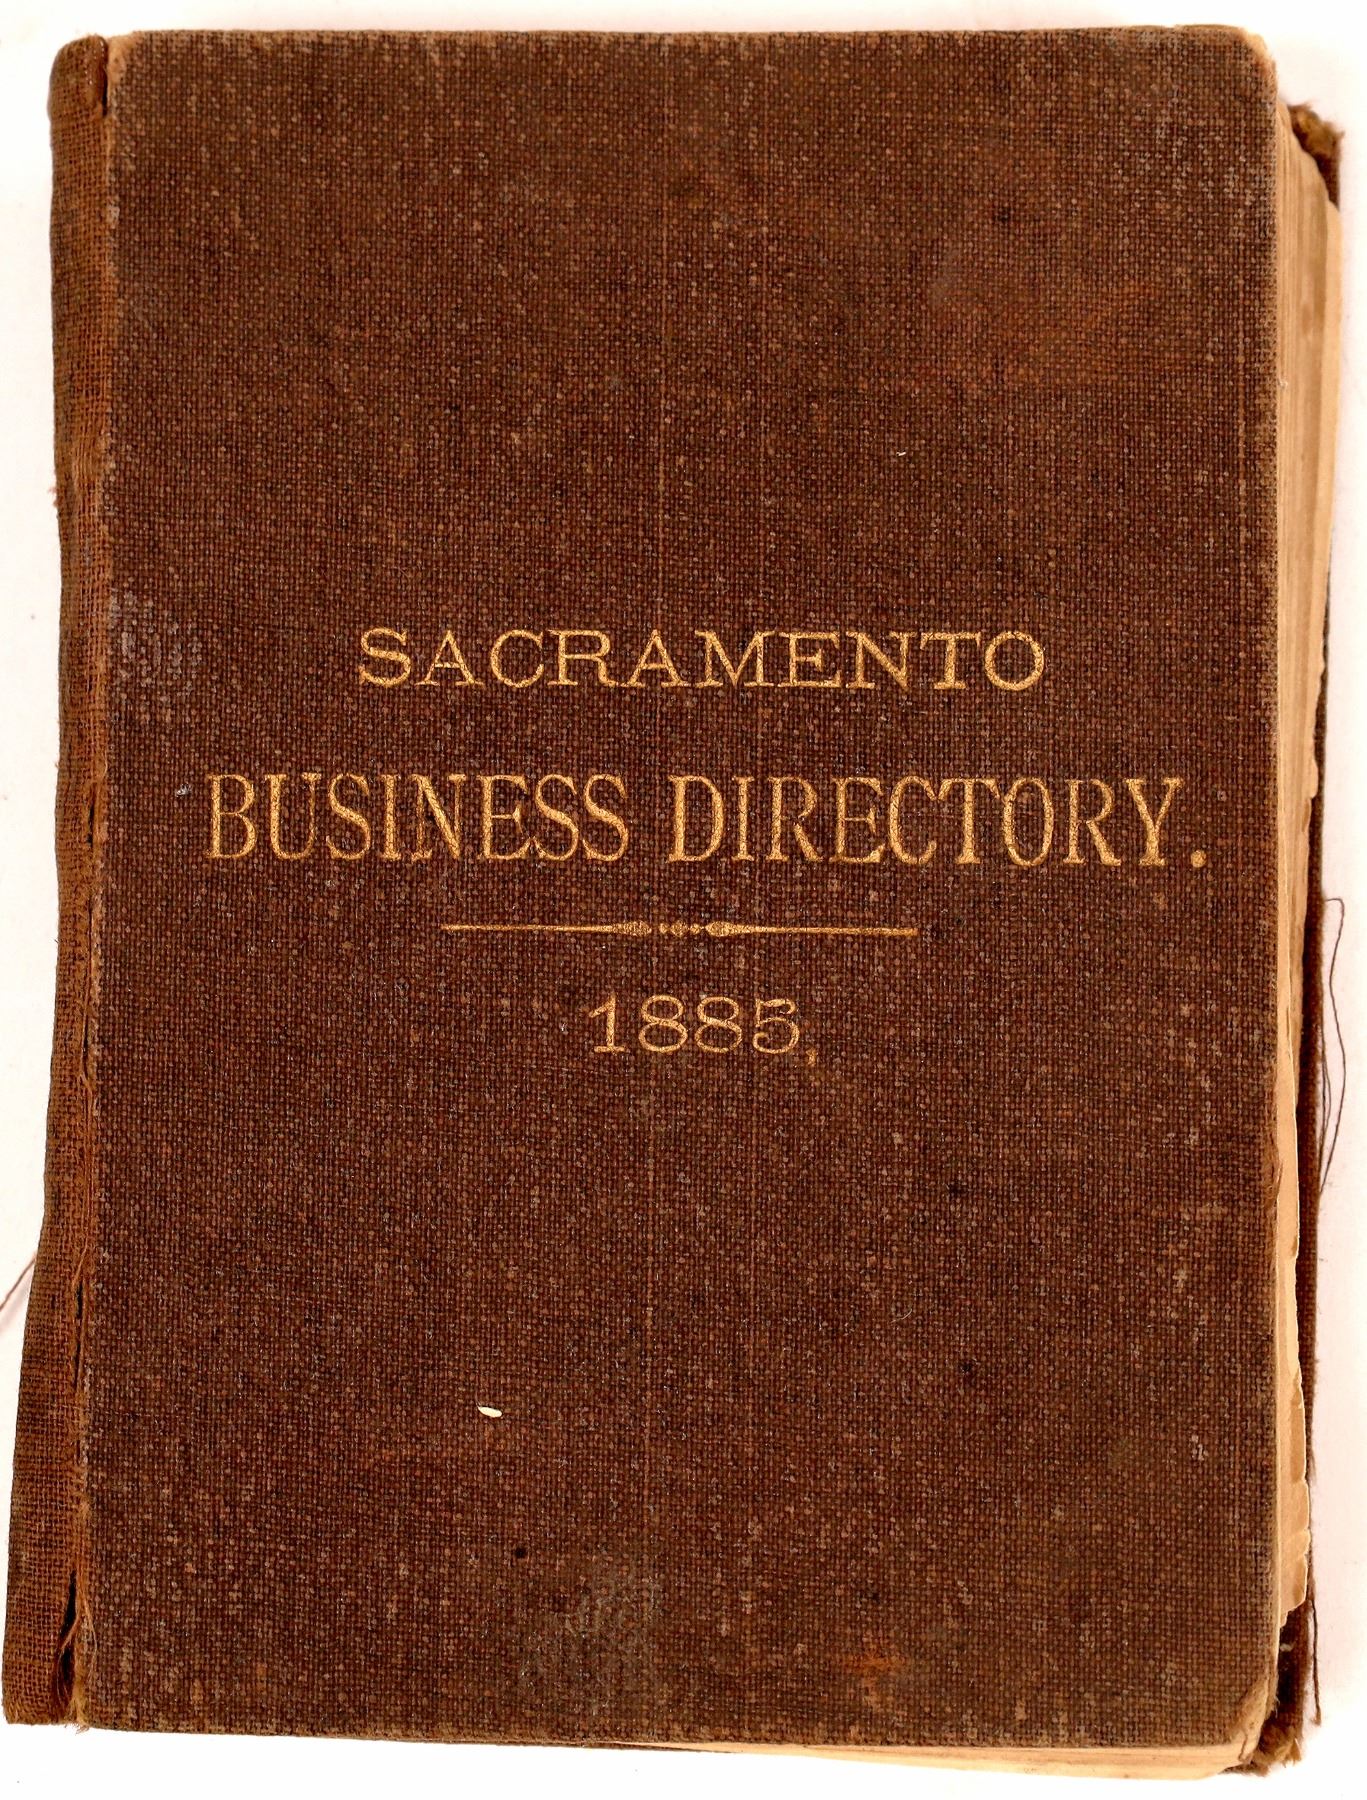 SACRAMENTO
BUSINESS DIRECTORY.
1885,